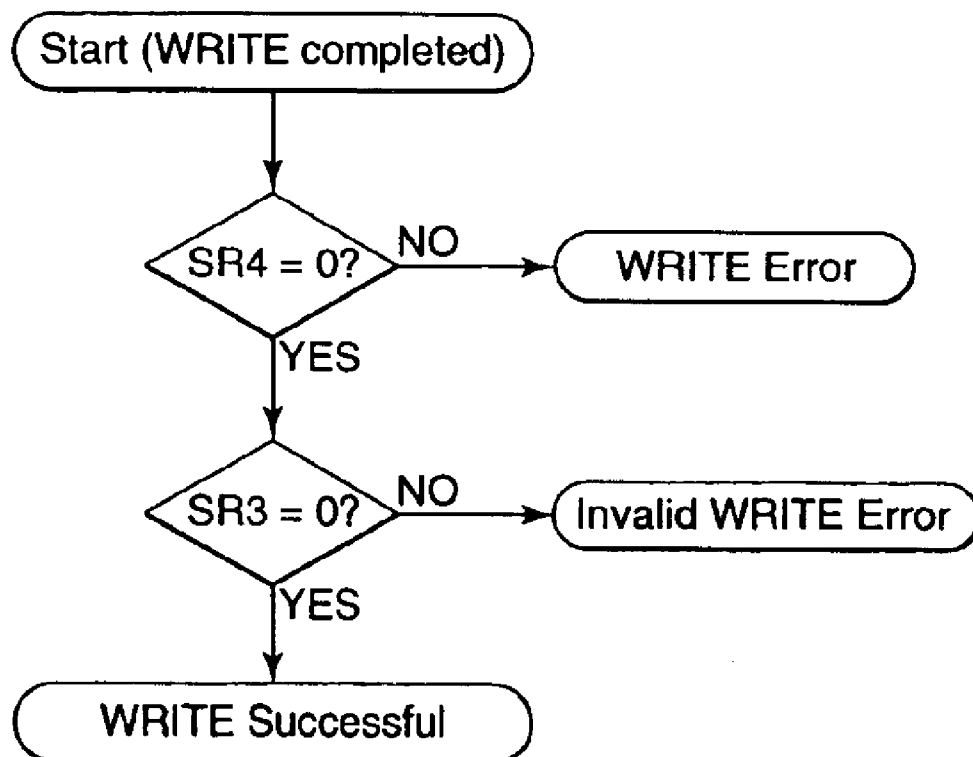 Start (WRITE completed)
SR4 = 0?
NO
WRITE Error
YES
SR3 = 0?
NO
Invalid WRITE Error
YES
WRITE Successful